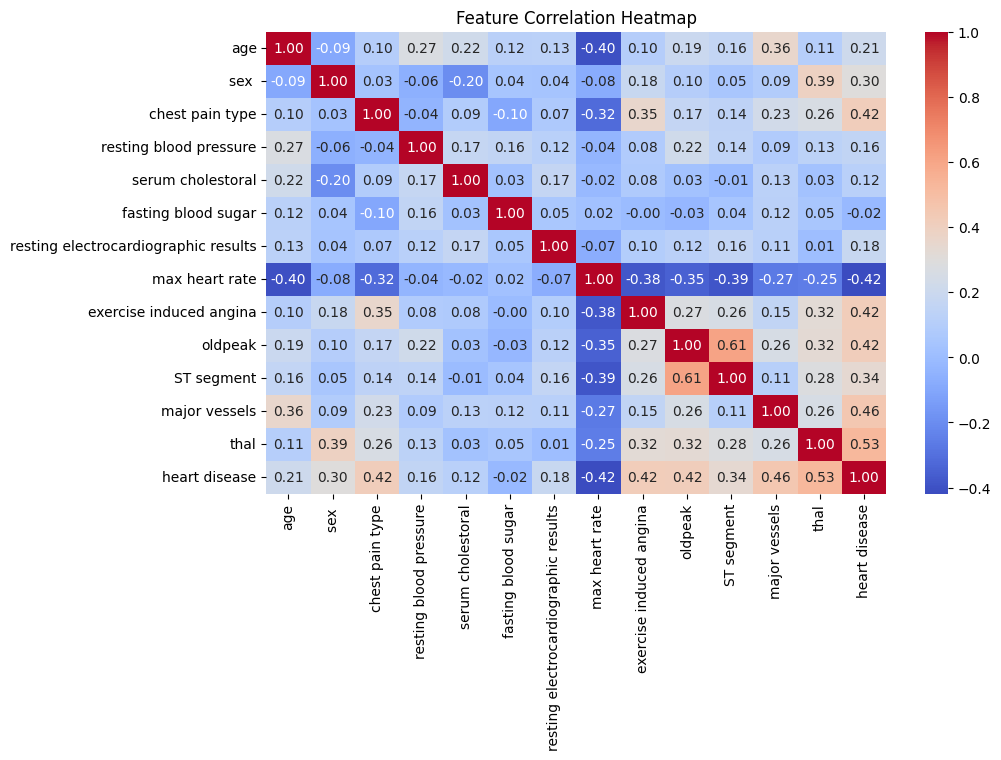 Feature Correlation Heatmap
age 1.00 -0.09 0.10 0.27 0.22 0.12 0.13 -0.40 0.10 0.19 0.16 0.36 0.11 0.21
sex -0.09 1.00 0.03 -0.06 -0.20 0.04 0.04 -0.08 0.18 0.10 0.05 0.09 0.39 0.30
chest pain type 0.10 0.03 1.00 -0.04 0.09 -0.10 0.07 -0.32 0.35 0.17 0.14 0.23 0.26 0.42
resting blood pressure 0.27 -0.06 -0.04 1.00 0.17 0.16 0.12 -0.04 0.08 0.22 0.14 0.09 0.13 0.16
serum cholestoral 0.22 -0.20 0.09 0.17 1.00 0.03 0.17 -0.02 0.08 0.03 -0.01 0.13 0.03 0.12
fasting blood sugar 0.12 0.04 -0.10 0.16 0.03 1.00 0.05 0.02 -0.00 -0.03 0.04 0.12 0.05 -0.02
resting electrocardiographic results 0.13 0.04 0.07 0.12 0.17 0.05 1.00 -0.07 0.10 0.12 0.16 0.11 0.01 0.18
max heart rate -0.40 -0.08 -0.32 -0.04 -0.02 0.02 -0.07 1.00 -0.38 -0.35 -0.39 -0.27 -0.25 -0.42
exercise induced angina 0.10 0.18 0.35 0.08 0.08 -0.00 0.10 -0.38 1.00 0.27 0.26 0.15 0.32 0.42
oldpeak 0.19 0.10 0.17 0.22 0.03 -0.03 0.12 -0.35 0.27 1.00 0.61 0.26 0.32 0.42
ST segment 0.16 0.05 0.14 0.14 -0.01 0.04 0.16 -0.39 0.26 0.61 1.00 0.11 0.28 0.34
major vessels 0.36 0.09 0.23 0.09 0.13 0.12 0.11 -0.27 0.15 0.26 0.11 1.00 0.26 0.46
thal 0.11 0.39 0.26 0.13 0.03 0.05 0.01 -0.25 0.32 0.32 0.28 0.26 1.00 0.53
heart disease 0.21 0.30 0.42 0.16 0.12 -0.02 0.18 -0.42 0.42 0.42 0.34 0.46 0.53 1.00
age
sex
chest pain type
resting blood pressure
serum cholestoral
fasting blood sugar
resting electrocardiographic results
max heart rate
exercise induced angina
oldpeak
ST segment
major vessels
thal
heart disease
1.0
0.8
0.6
0.4
0.2
0.0
−0.2
−0.4